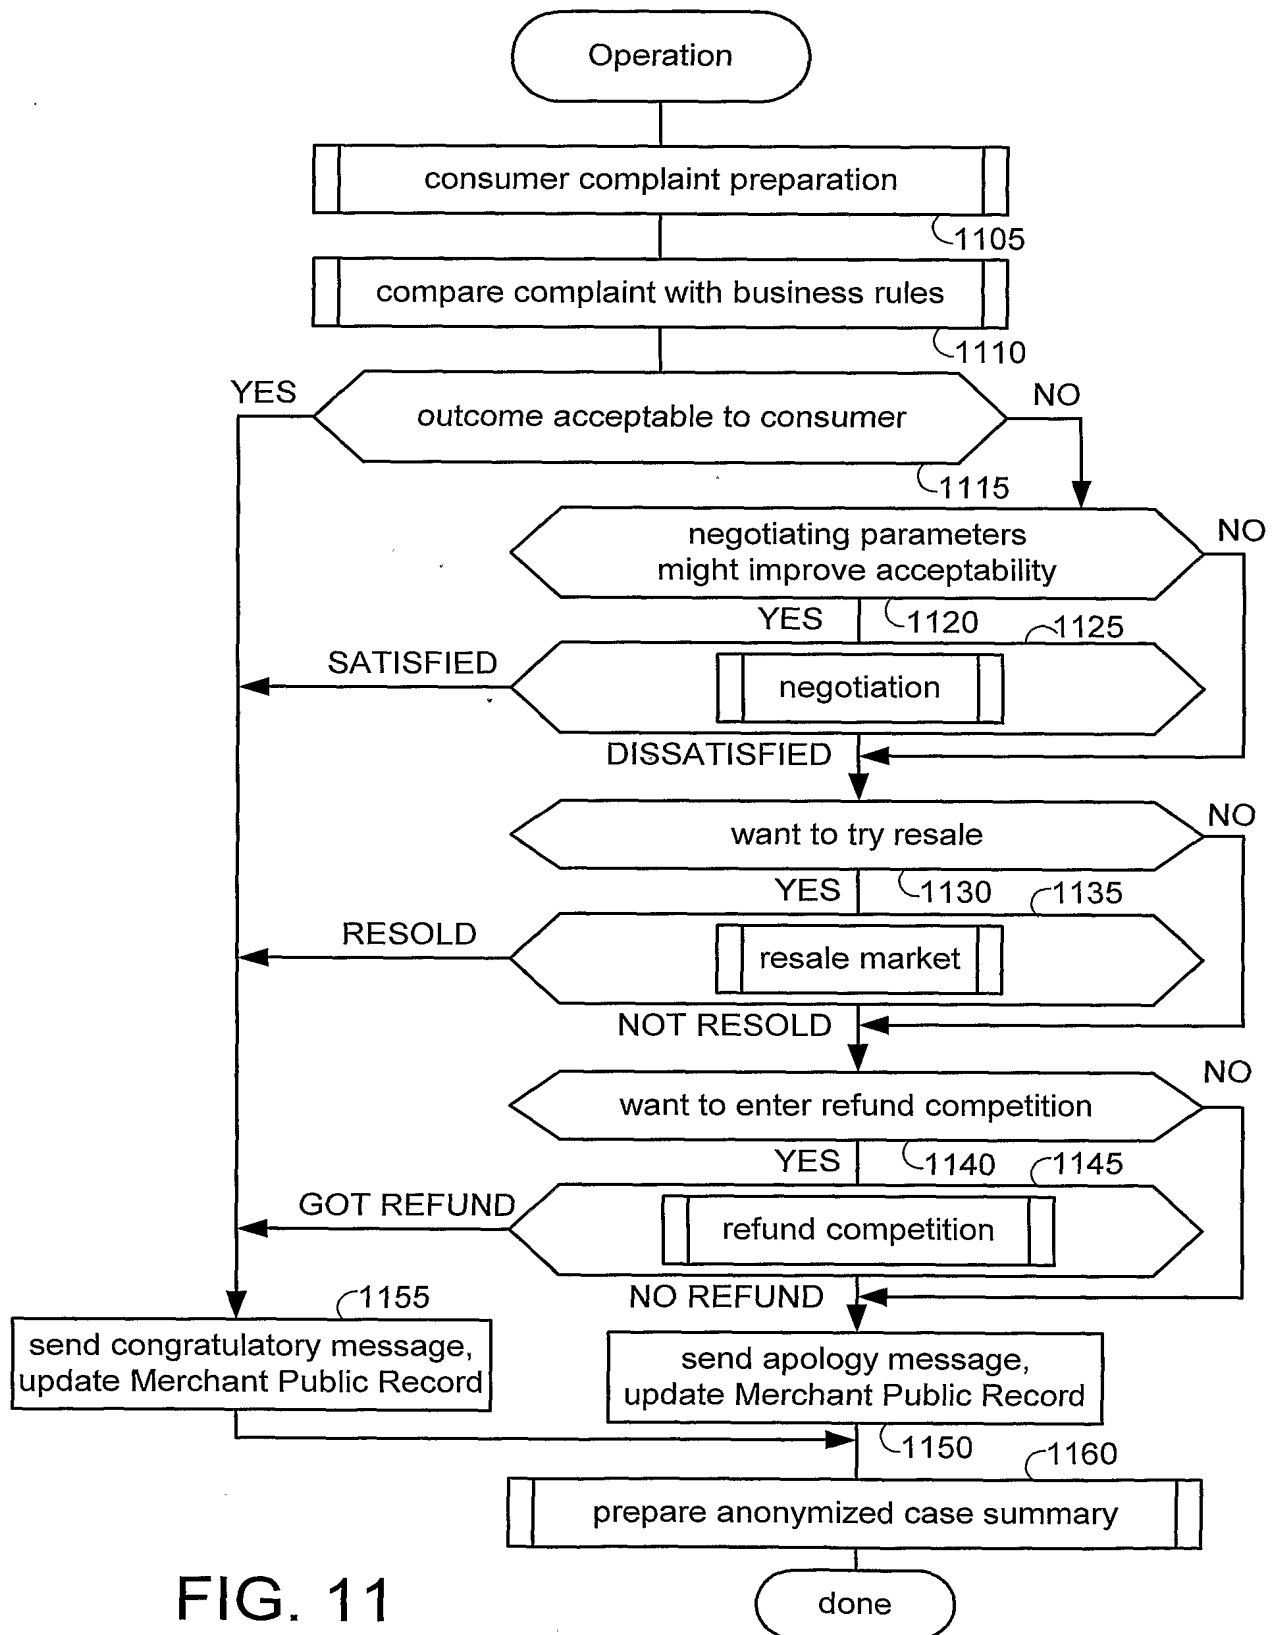 Operation
consumer complaint preparation
1105
compare complaint with business rules
1110
YES
NO
outcome acceptable to consumer
1115
negotiating parameters
might improve acceptability
NO
YES
1120
1125
SATISFIED
negotiation
DISSATISFIED
want to try resale
NO
YES
1130
1135
RESOLD
resale market
NOT RESOLD
want to enter refund competition
NO
YES
1140
1145
GOT REFUND
refund competition
NO REFUND
1155
send congratulatory message,
update Merchant Public Record
send apology message,
update Merchant Public Record
1150
1160
prepare anonymized case summary
FIG. 11
done